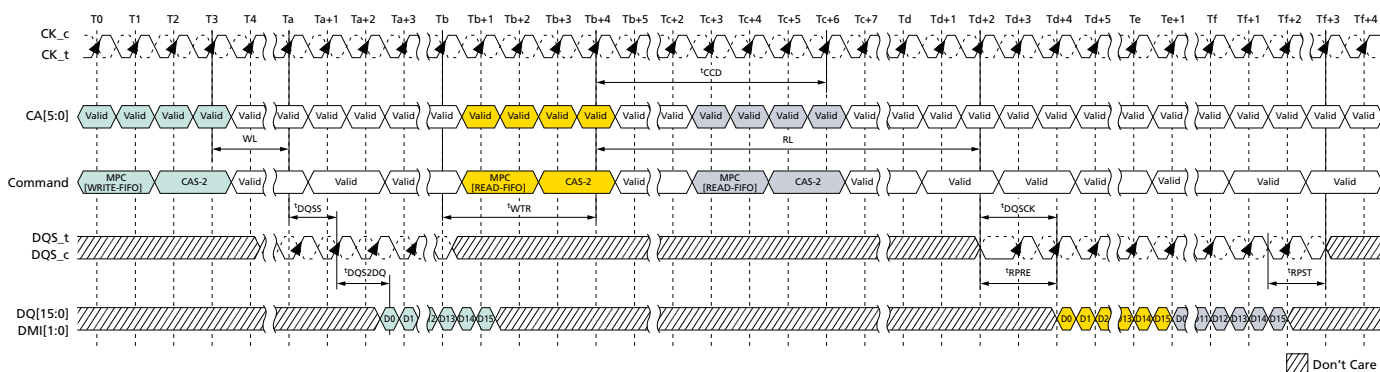 T0 T1 T2 T3 T4 Ta Ta+1 Ta+2 Ta+3 Tb Tb+1 Tb+2 Tb+3 Tb+4 Tb+5 Tc+2 Tc+3 Tc+4 Tc+5 Tc+6 Tc+7 Td Td+1 Td+2 Td+3 Td+4 Td+5 Te Te+1 Tf Tf+1 Tf+2 Tf+3 Tf+4
CK_c
CK_t
tCCD
CA[5:0] Valid Valid Valid Valid Valid Valid Valid Valid Valid Valid Valid Valid Valid Valid Valid Valid Valid Valid Valid Valid Valid Valid Valid Valid Valid Valid Valid Valid Valid Valid Valid
WL RL
Command MPC [WRITE-FIFO] CAS-2 Valid Valid Valid MPC [READ-FIFO] CAS-2 Valid MPC [READ-FIFO] CAS-2 Valid Valid Valid Valid Valid Valid Valid Valid
tDQSS tWTR tDQSCK
DQS_t
DQS_c
tDQS2DQ tRPRE tRPST
DQ[15:0] D0 D1 D13 D14 D15 D0 D1 D2 D13 D14 D15 D0 D11 D12 D13 D14 D15
DMI[1:0]
Don't Care